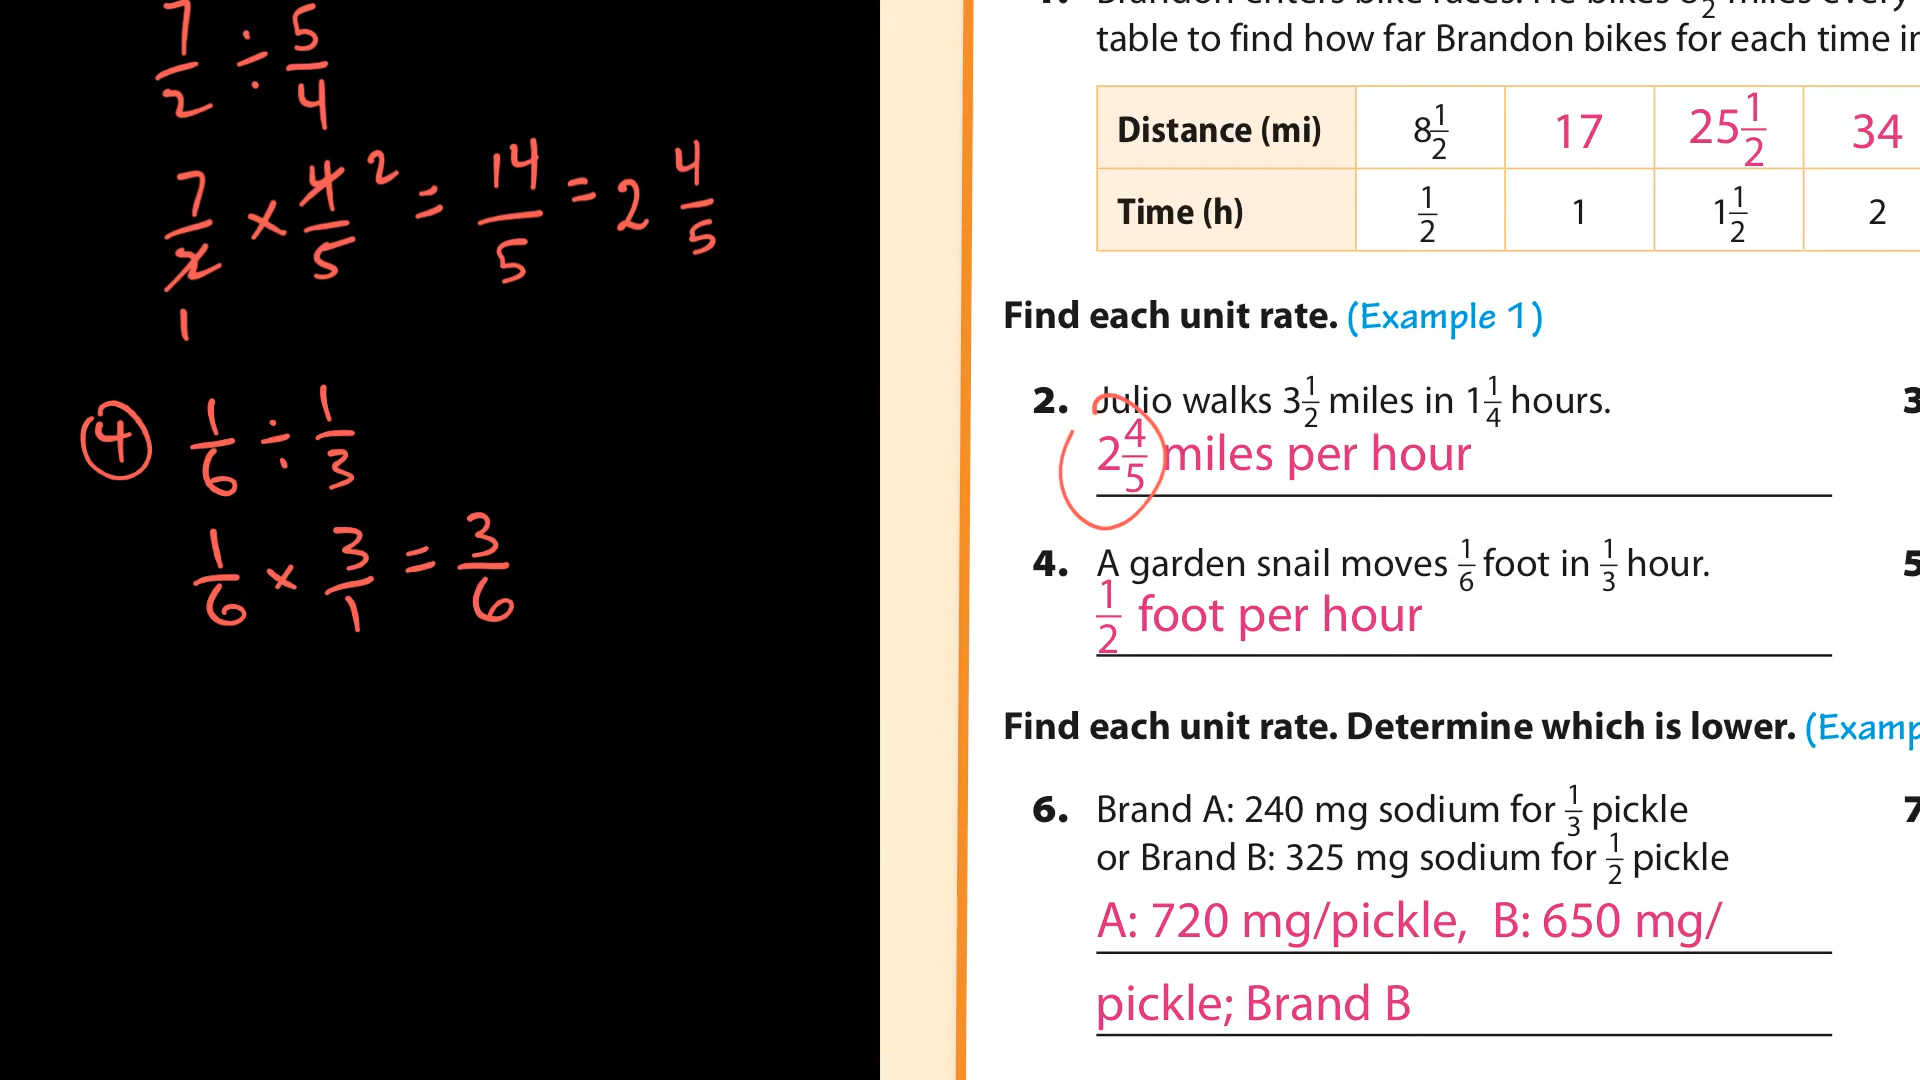 7/2 ÷ 5/4
7/2 × 4/5 2 = 14/5 = 2 4/5
1
④ 1/6 ÷ 1/3
1/6 × 3/1 = 3/6
table to find how far Brandon bikes for each time in
Distance (mi) 8 1/2 17 25 1/2 34
Time (h) 1/2 1 1 1/2 2
Find each unit rate. (Example 1)
2. Julio walks 3 1/2 miles in 1 1/4 hours.
2 4/5 miles per hour
4. A garden snail moves 1/6 foot in 1/3 hour.
1/2 foot per hour
Find each unit rate. Determine which is lower. (Examp
6. Brand A: 240 mg sodium for 1/3 pickle
or Brand B: 325 mg sodium for 1/2 pickle
A: 720 mg/pickle, B: 650 mg/
pickle; Brand B
3
5
7